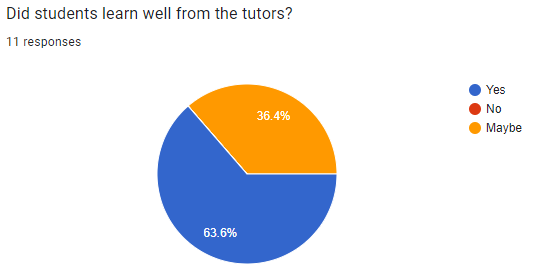 Did students learn well from the tutors?
11 responses
Yes
No
Maybe
36.4%
63.6%